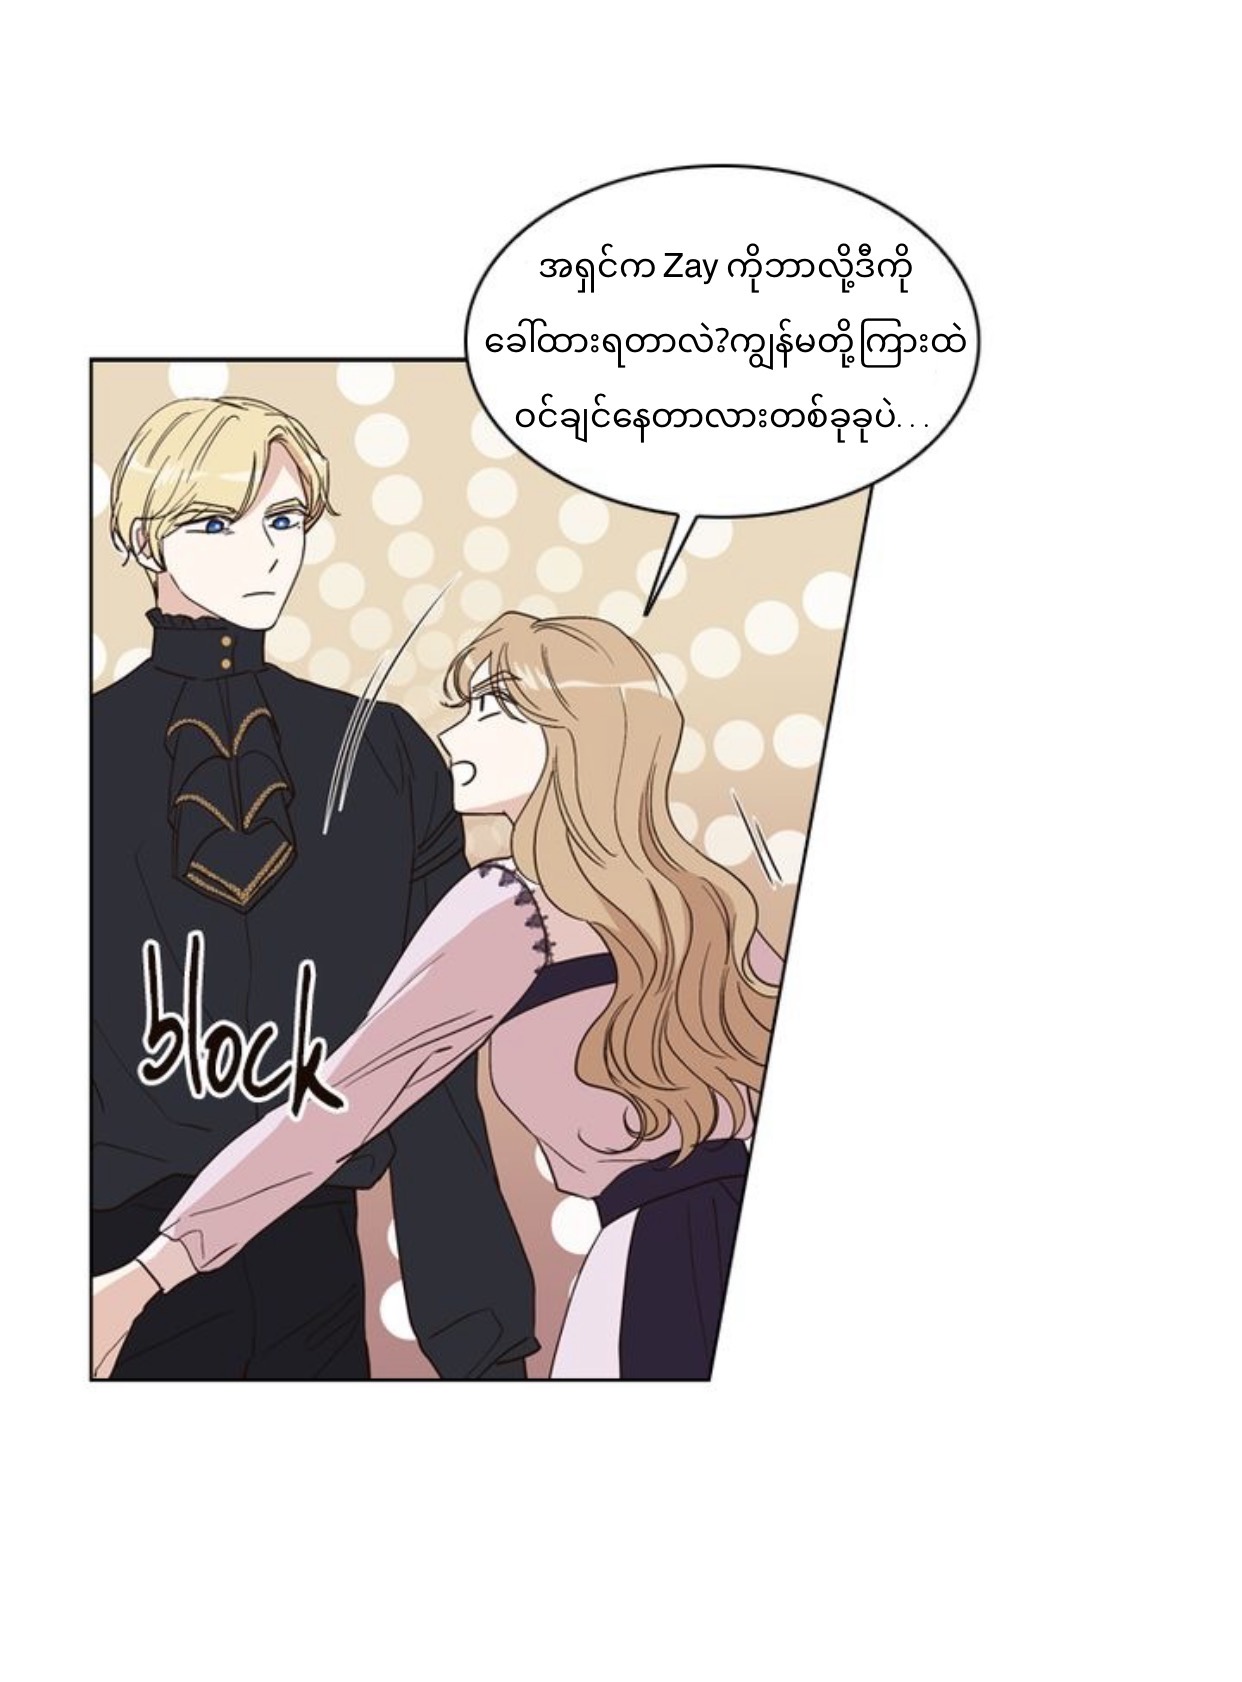 အရှင်က Zay ကိုဘာလို့ဒီကို
ခေါ်ထားရတာလဲ?ကျွန်မတို့ကြားထဲ
ဝင်ချင်နေတာလားတစ်ခုခုပဲ...
block